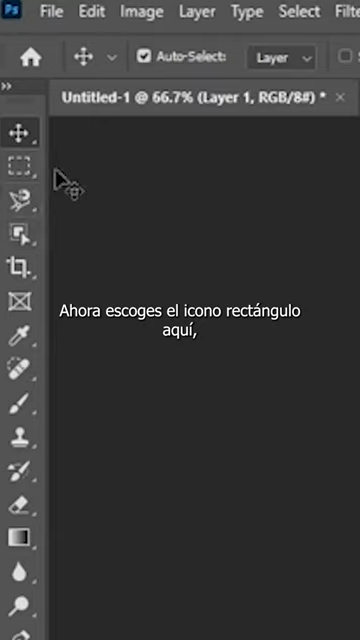 Ps File Edit Image Layer Type Select Filte
Auto-Select: Layer
Untitled-1 @ 66.7% (Layer 1, RGB/8#) *
Ahora escoges el icono rectángulo
aquí,